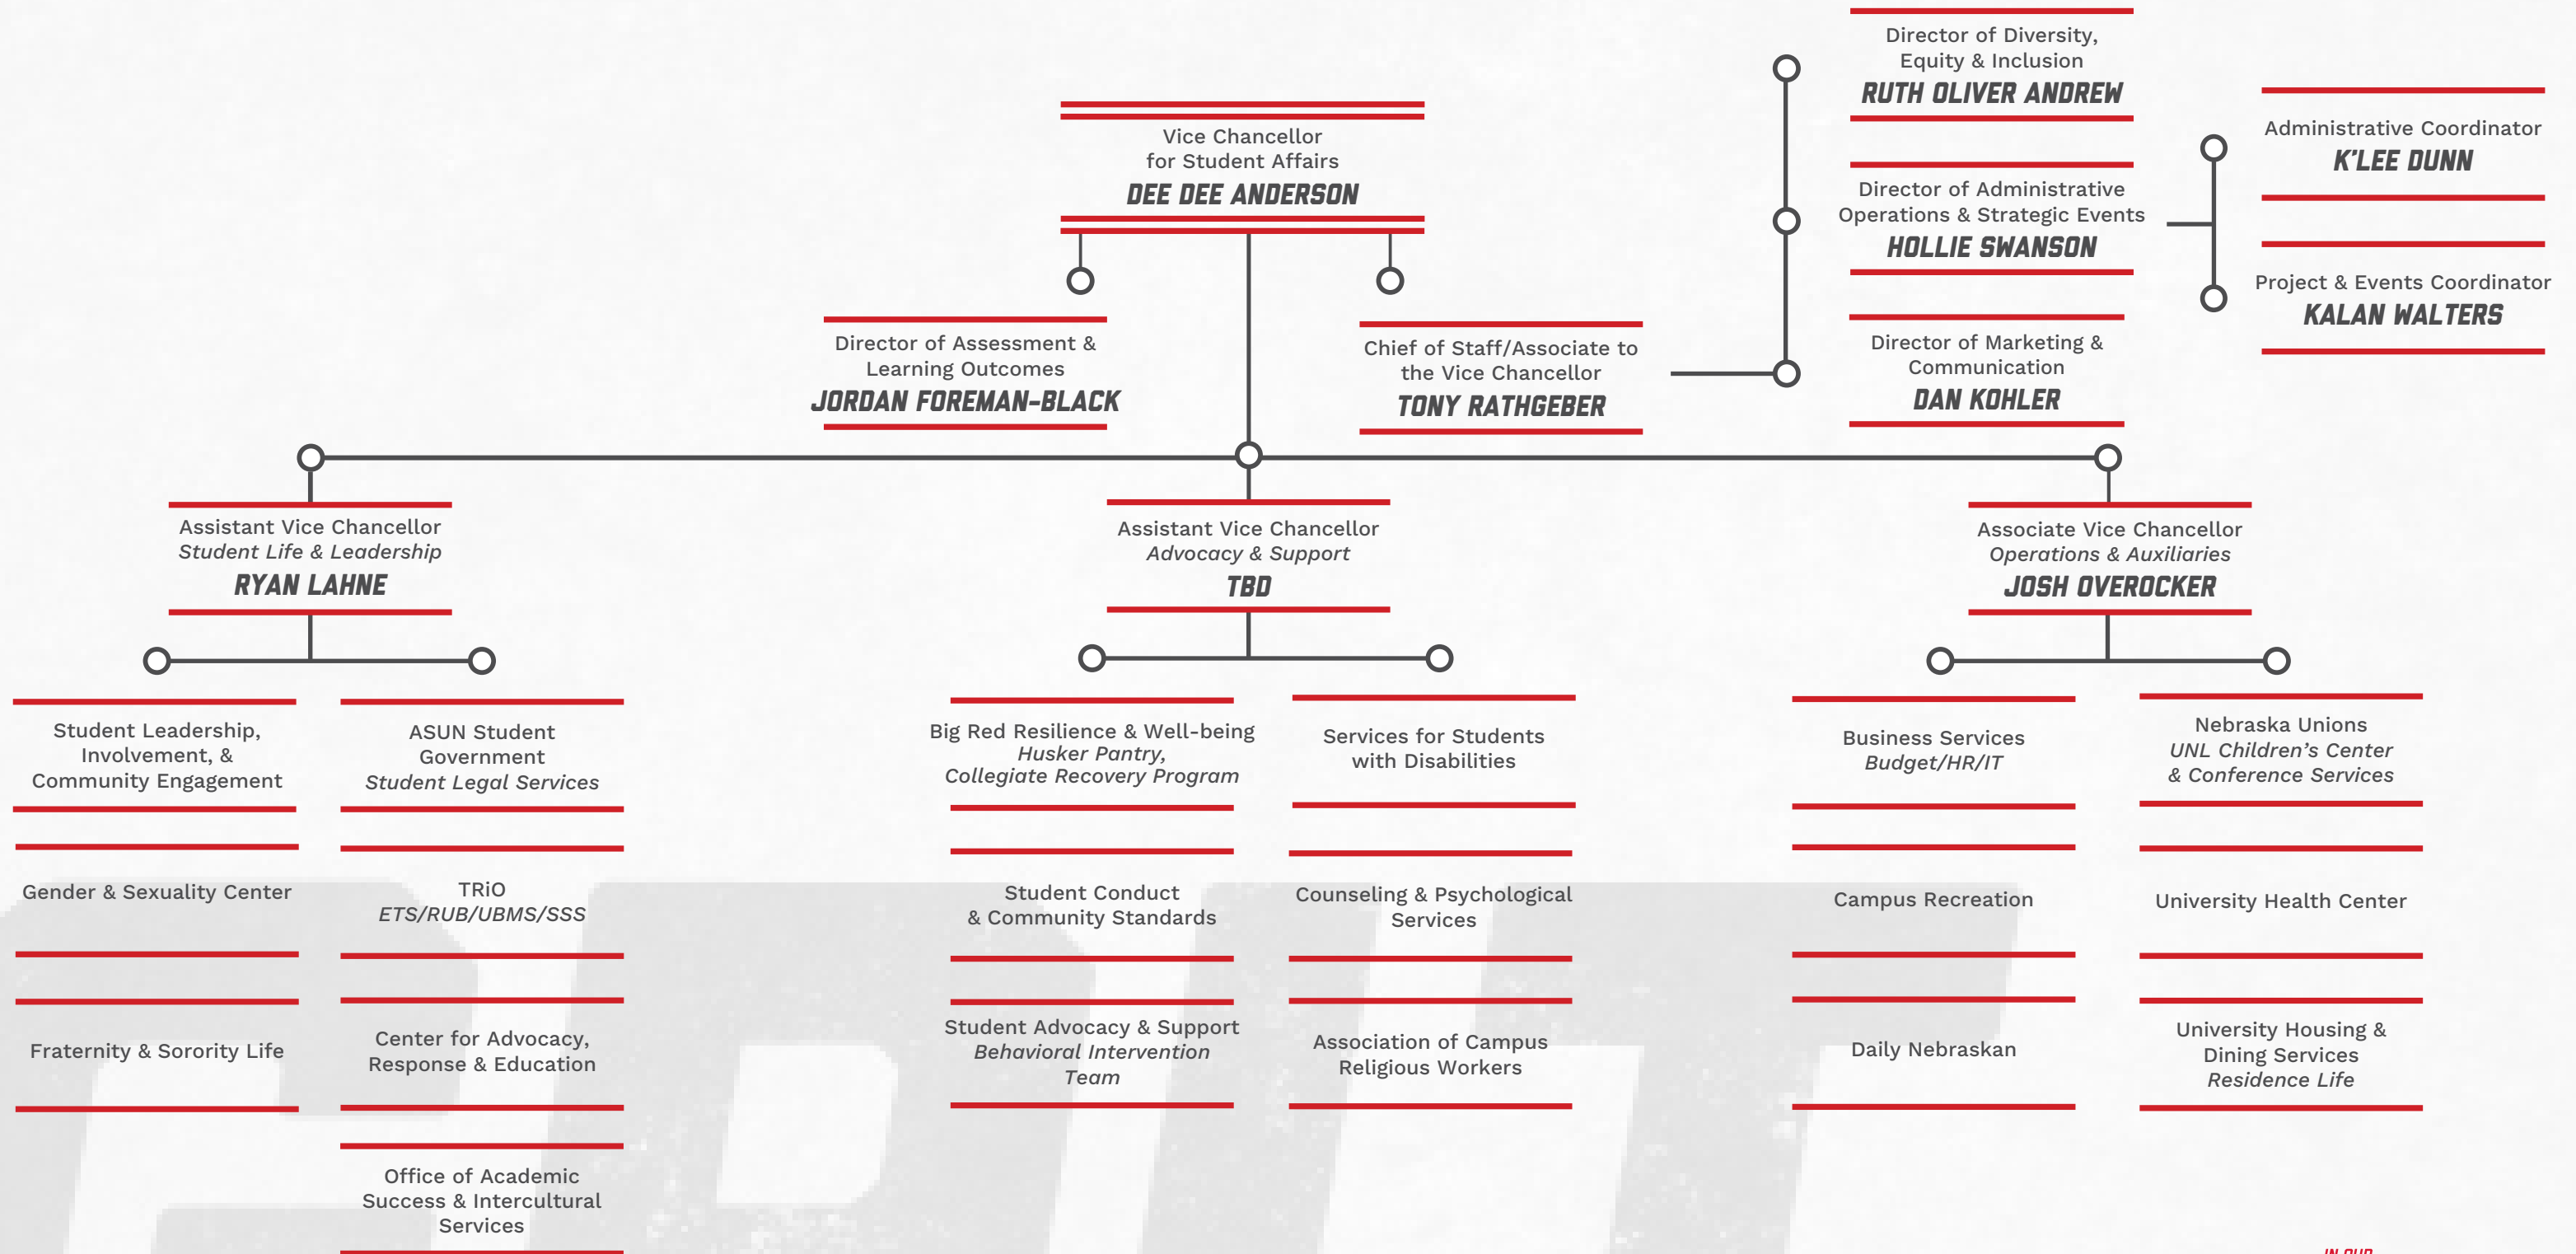 Director of Diversity,
Equity & Inclusion
RUTH OLIVER ANDREW
Vice Chancellor
for Student Affairs
DEE DEE ANDERSON
Director of Administrative
Operations & Strategic Events
HOLLIE SWANSON
Administrative Coordinator
K'LEE DUNN
Project & Events Coordinator
KALAN WALTERS
Director of Assessment &
Learning Outcomes
JORDAN FOREMAN-BLACK
Chief of Staff/Associate to
the Vice Chancellor
TONY RATHGEBER
Director of Marketing &
Communication
DAN KOHLER
Assistant Vice Chancellor
Student Life & Leadership
RYAN LAHNE
Assistant Vice Chancellor
Advocacy & Support
TBD
Associate Vice Chancellor
Operations & Auxiliaries
JOSH OVEROCKER
Student Leadership,
Involvement, &
Community Engagement
ASUN Student
Government
Student Legal Services
Big Red Resilience & Well-being
Husker Pantry,
Collegiate Recovery Program
Services for Students
with Disabilities
Business Services
Budget/HR/IT
Nebraska Unions
UNL Children’s Center
& Conference Services
Gender & Sexuality Center
TRiO
ETS/RUB/UBMS/SSS
Student Conduct
& Community Standards
Counseling & Psychological
Services
Campus Recreation
University Health Center
Fraternity & Sorority Life
Center for Advocacy,
Response & Education
Student Advocacy & Support
Behavioral Intervention
Team
Association of Campus
Religious Workers
Daily Nebraskan
University Housing &
Dining Services
Residence Life
Office of Academic
Success & Intercultural
Services
IN OUR